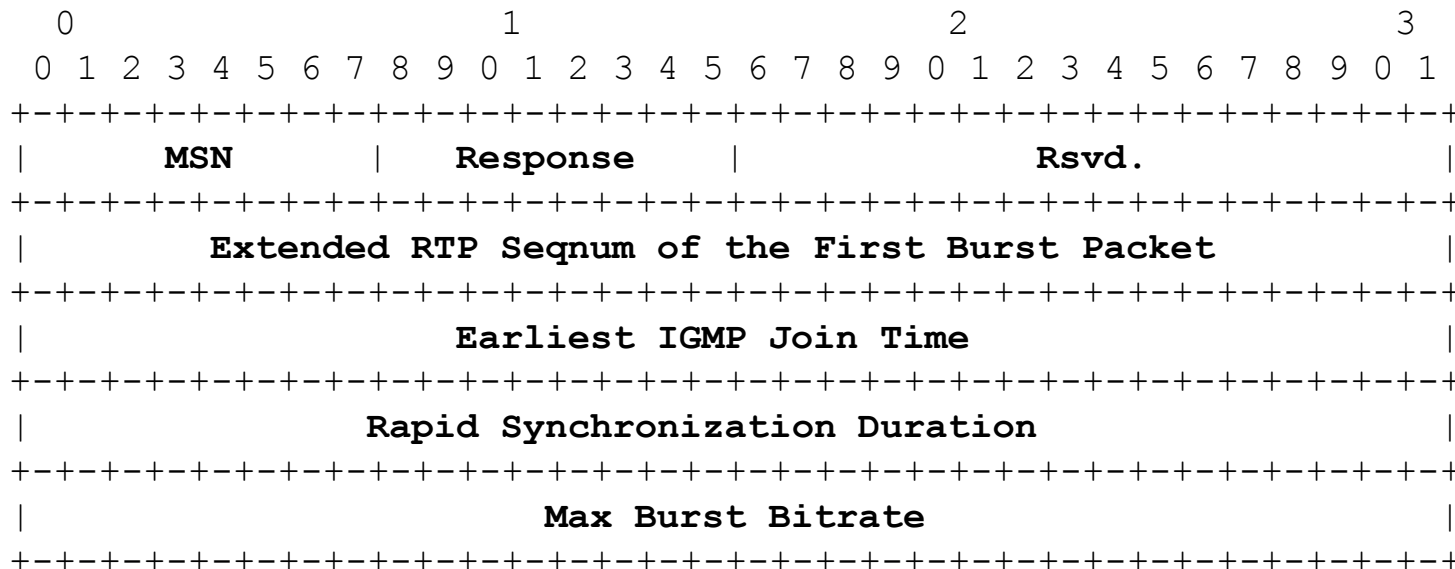 0                   1                   2                   3
 0 1 2 3 4 5 6 7 8 9 0 1 2 3 4 5 6 7 8 9 0 1 2 3 4 5 6 7 8 9 0 1
+-+-+-+-+-+-+-+-+-+-+-+-+-+-+-+-+-+-+-+-+-+-+-+-+-+-+-+-+-+-+-+-+
|      MSN      |   Response    |             Rsvd.             |
+-+-+-+-+-+-+-+-+-+-+-+-+-+-+-+-+-+-+-+-+-+-+-+-+-+-+-+-+-+-+-+-+
|        Extended RTP Seqnum of the First Burst Packet          |
+-+-+-+-+-+-+-+-+-+-+-+-+-+-+-+-+-+-+-+-+-+-+-+-+-+-+-+-+-+-+-+-+
|                   Earliest IGMP Join Time                     |
+-+-+-+-+-+-+-+-+-+-+-+-+-+-+-+-+-+-+-+-+-+-+-+-+-+-+-+-+-+-+-+-+
|               Rapid Synchronization Duration                  |
+-+-+-+-+-+-+-+-+-+-+-+-+-+-+-+-+-+-+-+-+-+-+-+-+-+-+-+-+-+-+-+-+
|                       Max Burst Bitrate                       |
+-+-+-+-+-+-+-+-+-+-+-+-+-+-+-+-+-+-+-+-+-+-+-+-+-+-+-+-+-+-+-+-+